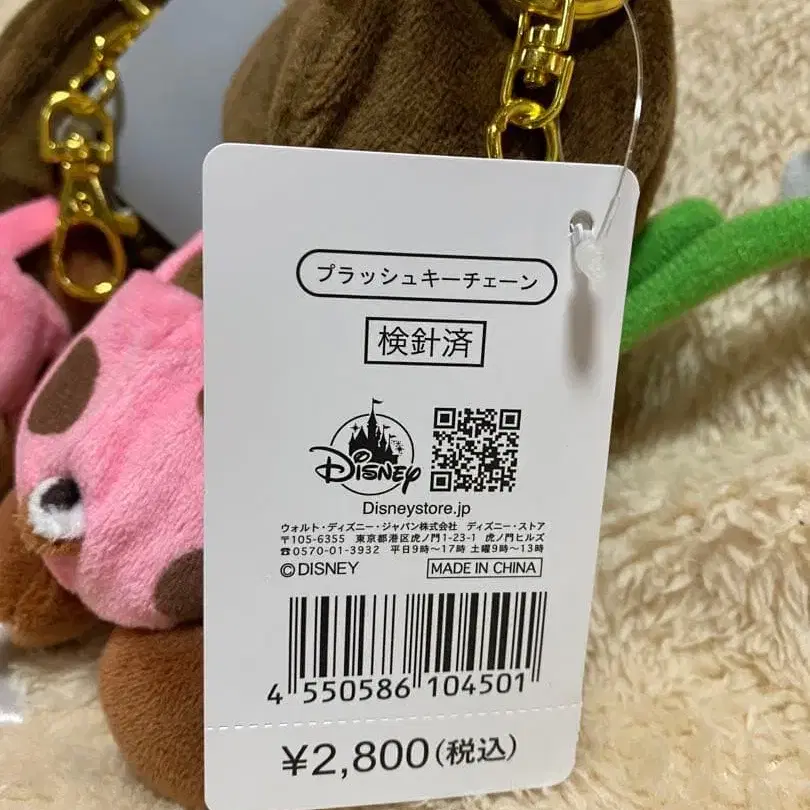 プラッシュキーチェーン
検針済
Disney
Disneystore.jp
ウォルト・ディズニー・ジャパン株式会社 ディズニー・ストア
〒105-6355 東京都港区虎ノ門1-23-1 虎ノ門ヒルズ
☎0570-01-3932 平日9時〜17時 土曜9時〜13時
©DISNEY MADE IN CHINA
4 550586 104501
¥2,800(税込)